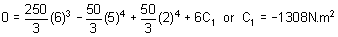 0 = 250/3 (6)³ − 50/3 (5)⁴ + 50/3 (2)⁴ + 6C₁ or C₁ = −1308N.m²